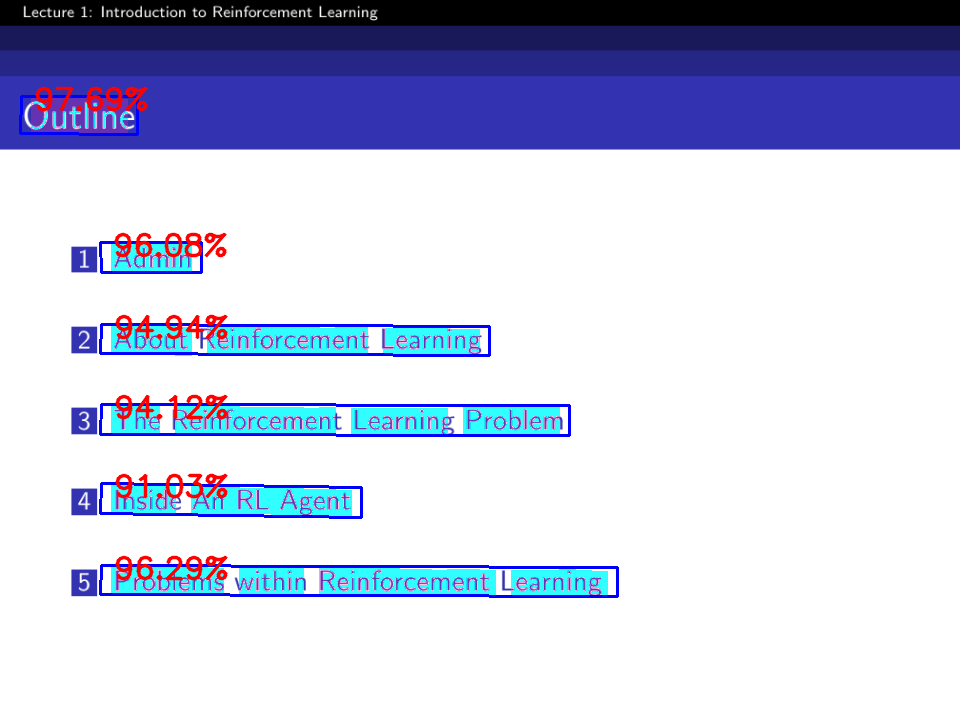 Lecture 1: Introduction to Reinforcement Learning
97.69%
Outline
96.08%
1 Admin
94.94%
2 About Reinforcement Learning
94.12%
3 The Reinforcement Learning Problem
91.03%
4 Inside An RL Agent
96.29%
5 Problems within Reinforcement Learning